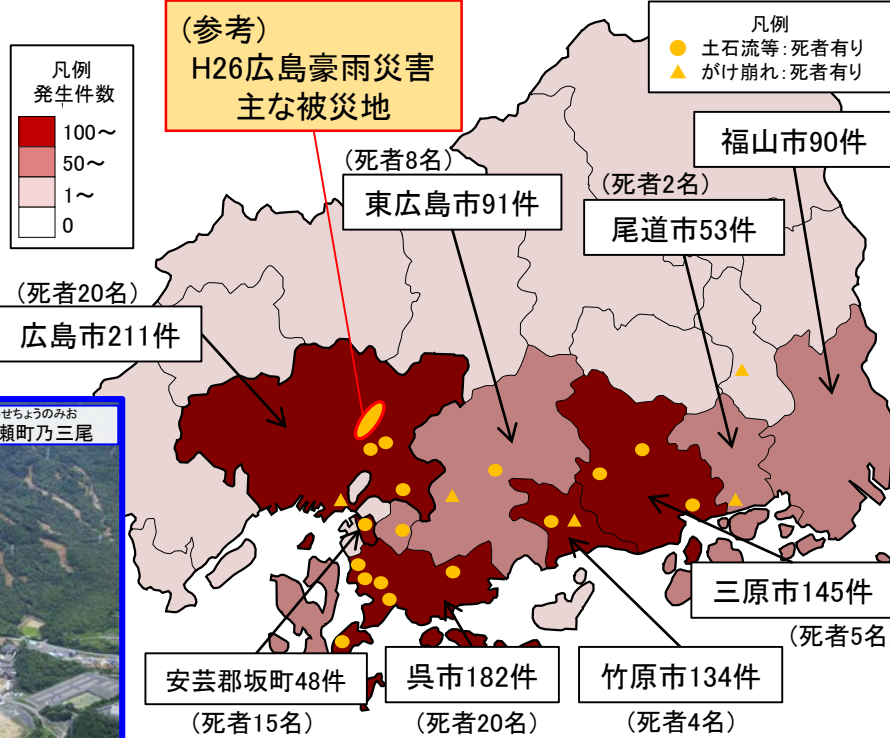 (参考)
H26広島豪雨災害
主な被災地
凡例
土石流等:死者有り
がけ崩れ:死者有り
凡例
発生件数
100～
50～
1～
0
福山市90件
(死者8名)
東広島市91件
(死者2名)
尾道市53件
(死者20名)
広島市211件
せちょうのみお
瀬町乃三尾
三原市145件
(死者5名
安芸郡坂町48件
(死者15名)
呉市182件
(死者20名)
竹原市134件
(死者4名)